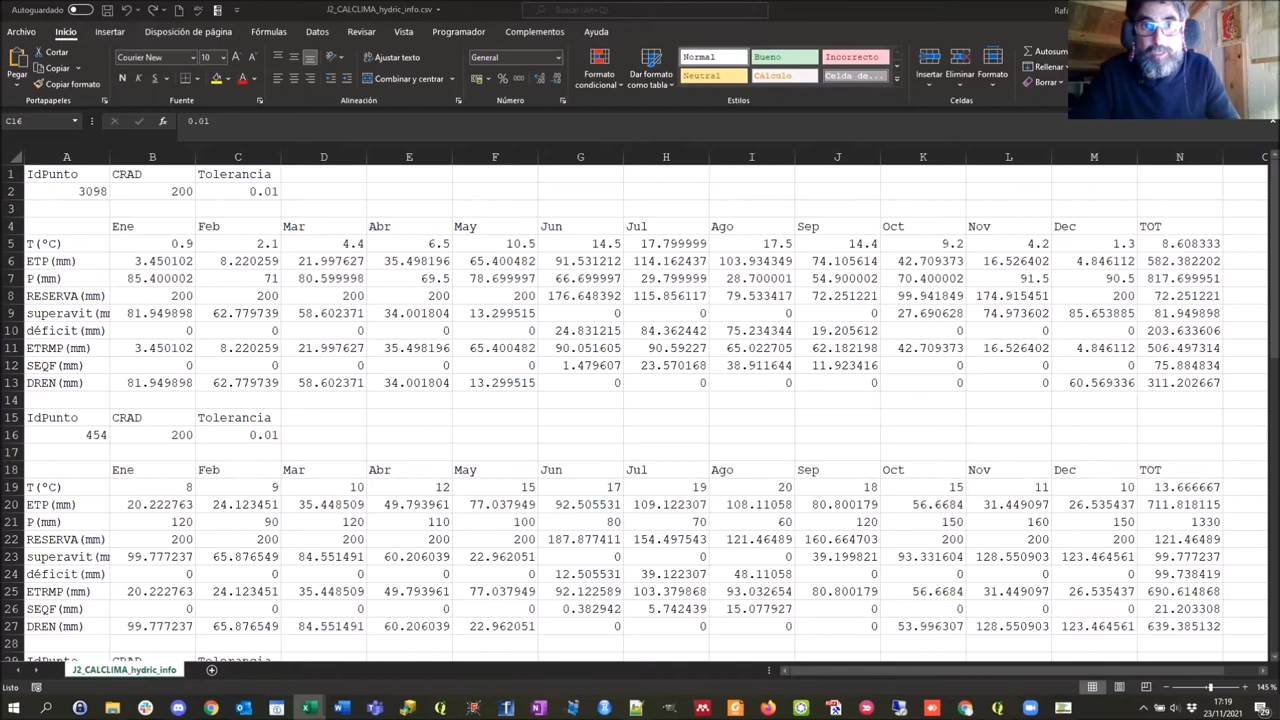 Autoguardado J2_CALCLIMA_hydric_info.csv Buscar (Alt+Q) Rafa
Archivo Inicio Insertar Disposición de página Fórmulas Datos Revisar Vista Programador Complementos Ayuda
Pegar Cortar Copiar Copiar formato Courier New 10 Ajustar texto Combinar y centrar General Formato condicional Dar formato como tabla Normal Bueno Incorrecto Neutral Cálculo Celda de... Insertar Eliminar Formato Autosum Rellenar Borrar
Portapapeles Fuente Alineación Número Estilos Celdas
C16 0.01
A B C D E F G H I J K L M N
1 IdPunto CRAD Tolerancia
2 3098 200 0.01
3
4 Ene Feb Mar Abr May Jun Jul Ago Sep Oct Nov Dec TOT
5 T(ºC) 0.9 2.1 4.4 6.5 10.5 14.5 17.799999 17.5 14.4 9.2 4.2 1.3 8.608333
6 ETP(mm) 3.450102 8.220259 21.997627 35.498196 65.400482 91.531212 114.162437 103.934349 74.105614 42.709373 16.526402 4.846112 582.382202
7 P(mm) 85.400002 71 80.599998 69.5 78.699997 66.699997 29.799999 28.700001 54.900002 70.400002 91.5 90.5 817.699951
8 RESERVA(mm) 200 200 200 200 200 176.648392 115.856117 79.533417 72.251221 99.941849 174.915451 200 72.251221
9 superavit(m 81.949898 62.779739 58.602371 34.001804 13.299515 0 0 0 0 27.690628 74.973602 85.653885 81.949898
10 déficit(mm) 0 0 0 0 0 24.831215 84.362442 75.234344 19.205612 0 0 0 203.633606
11 ETRMP(mm) 3.450102 8.220259 21.997627 35.498196 65.400482 90.051605 90.59227 65.022705 62.182198 42.709373 16.526402 4.846112 506.497314
12 SEQF(mm) 0 0 0 0 0 1.479607 23.570168 38.911644 11.923416 0 0 0 75.884834
13 DREN(mm) 81.949898 62.779739 58.602371 34.001804 13.299515 0 0 0 0 0 0 60.569336 311.202667
14
15 IdPunto CRAD Tolerancia
16 454 200 0.01
17
18 Ene Feb Mar Abr May Jun Jul Ago Sep Oct Nov Dec TOT
19 T(ºC) 8 9 10 12 15 17 19 20 18 15 11 10 13.666667
20 ETP(mm) 20.222763 24.123451 35.448509 49.793961 77.037949 92.505531 109.122307 108.11058 80.800179 56.6684 31.449097 26.535437 711.818115
21 P(mm) 120 90 120 110 100 80 70 60 120 150 160 150 1330
22 RESERVA(mm) 200 200 200 200 200 187.877411 154.497543 121.46489 160.664703 200 200 200 121.46489
23 superavit(m 99.777237 65.876549 84.551491 60.206039 22.962051 0 0 0 39.199821 93.331604 128.550903 123.464561 99.777237
24 déficit(mm) 0 0 0 0 0 12.505531 39.122307 48.11058 0 0 0 0 99.738419
25 ETRMP(mm) 20.222763 24.123451 35.448509 49.793961 77.037949 92.122589 103.379868 93.032654 80.800179 56.6684 31.449097 26.535437 690.614868
26 SEQF(mm) 0 0 0 0 0 0.382942 5.742439 15.077927 0 0 0 0 21.203308
27 DREN(mm) 99.777237 65.876549 84.551491 60.206039 22.962051 0 0 0 0 53.996307 128.550903 123.464561 639.385132
28
IdPunto CRAD Tolerancia
J2_CALCLIMA_hydric_info
Listo 145 %
17:19
23/11/2021